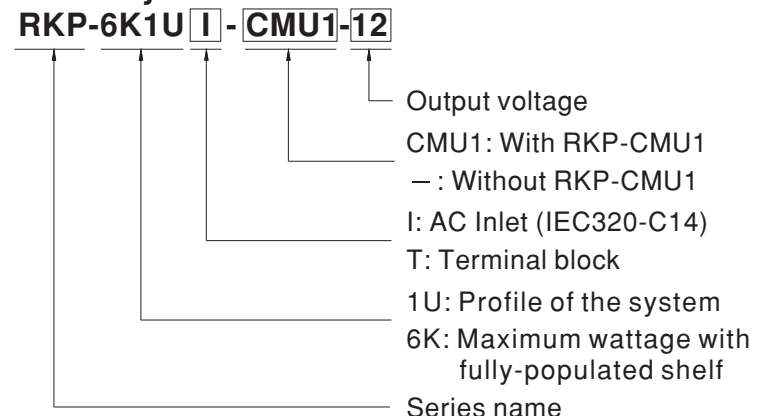 RKP-6K1U I - CMU1-12
Output voltage
CMU1: With RKP-CMU1
– : Without RKP-CMU1
I: AC Inlet (IEC320-C14)
T: Terminal block
1U: Profile of the system
6K: Maximum wattage with
fully-populated shelf
Series name